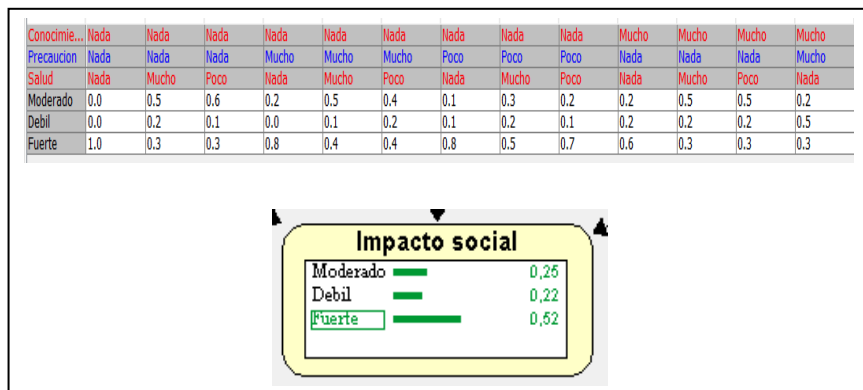 Conocimie... Nada Nada Nada Nada Nada Nada Nada Nada Nada Mucho Mucho Mucho Mucho
Precaucion Nada Nada Nada Mucho Mucho Mucho Poco Poco Poco Nada Nada Nada Mucho
Salud Nada Mucho Poco Nada Mucho Poco Nada Mucho Poco Nada Mucho Poco Nada
Moderado 0.0 0.5 0.6 0.2 0.5 0.4 0.1 0.3 0.2 0.2 0.5 0.5 0.2
Debil 0.0 0.2 0.1 0.0 0.1 0.2 0.1 0.2 0.1 0.2 0.2 0.2 0.5
Fuerte 1.0 0.3 0.3 0.8 0.4 0.4 0.8 0.5 0.7 0.6 0.3 0.3 0.3
Impacto social
Moderado 0,25
Debil 0,22
Fuerte 0,52